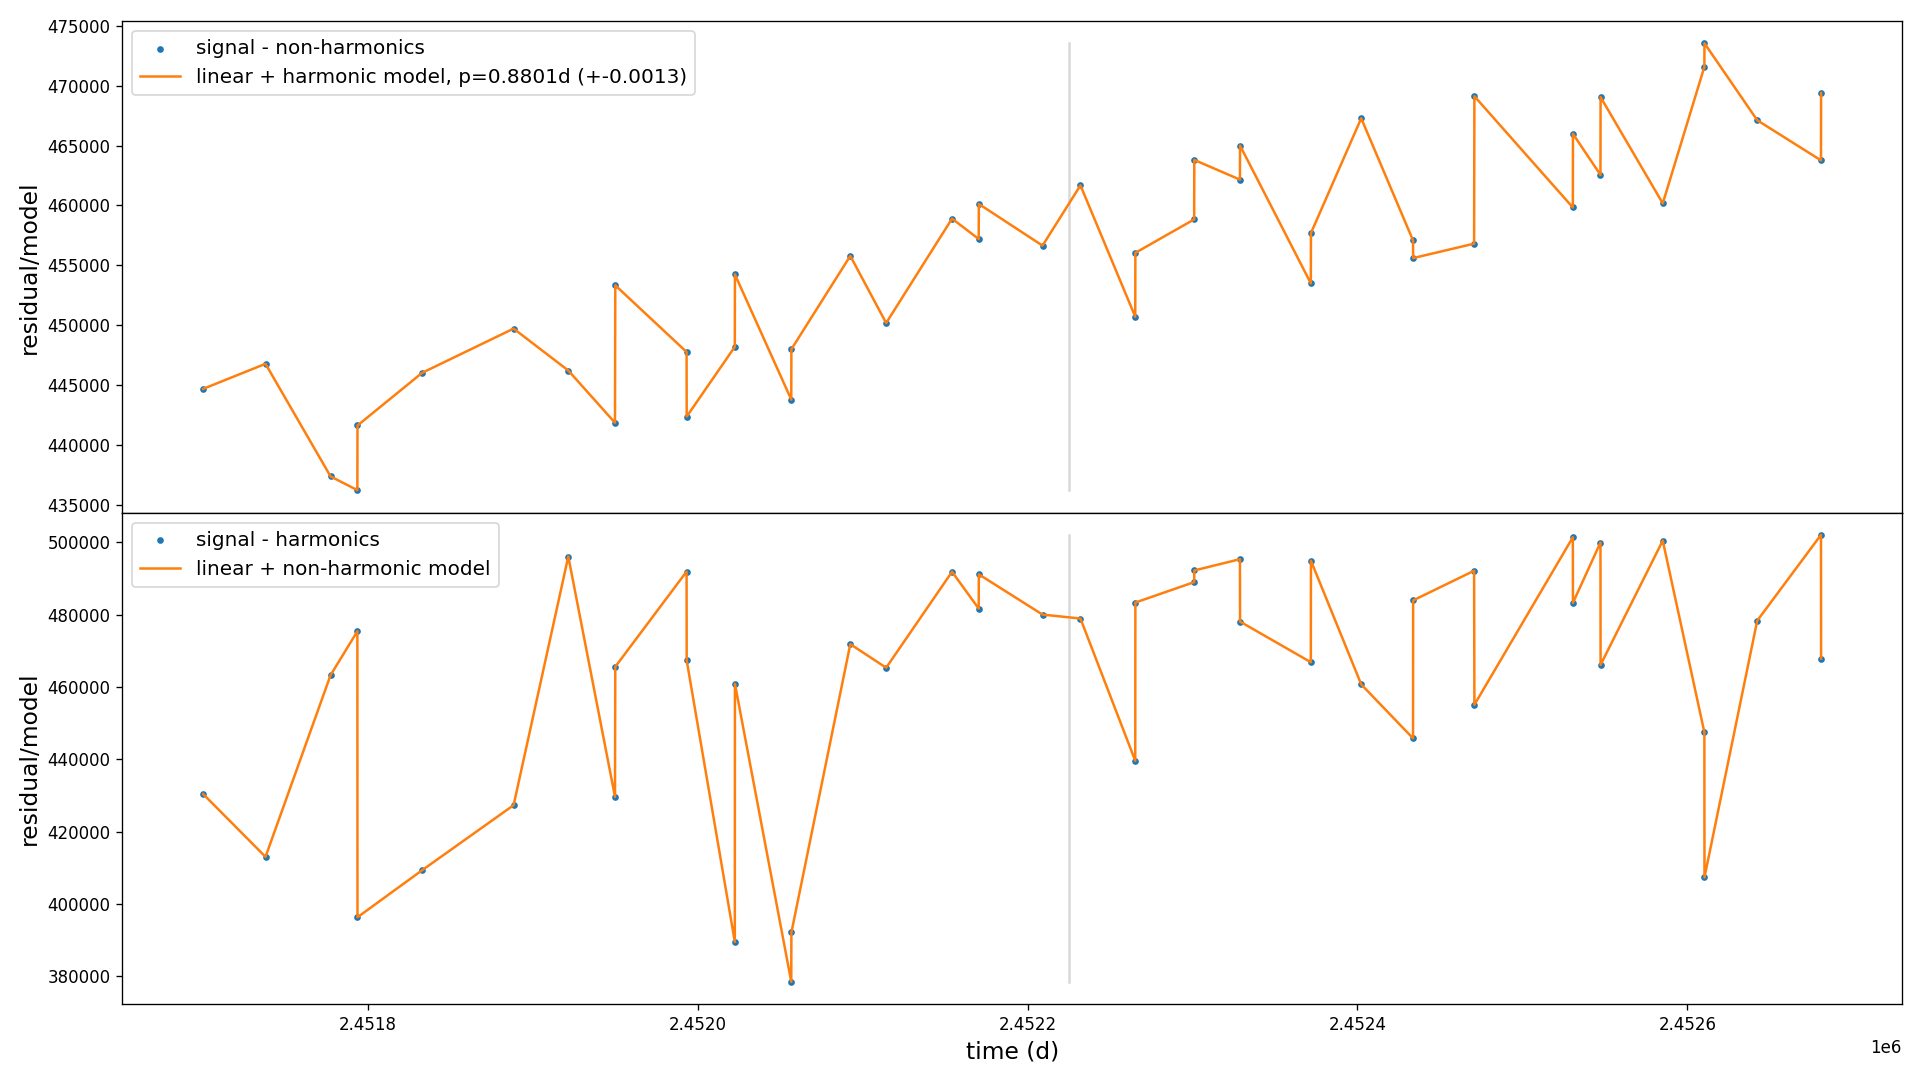 475000
470000
465000
460000
455000
450000
445000
440000
435000
residual/model
signal - non-harmonics
linear + harmonic model, p=0.8801d (+-0.0013)
500000
480000
460000
440000
420000
400000
380000
residual/model
signal - harmonics
linear + non-harmonic model
2.4518 2.4520 2.4522 2.4524 2.4526
time (d)
1e6